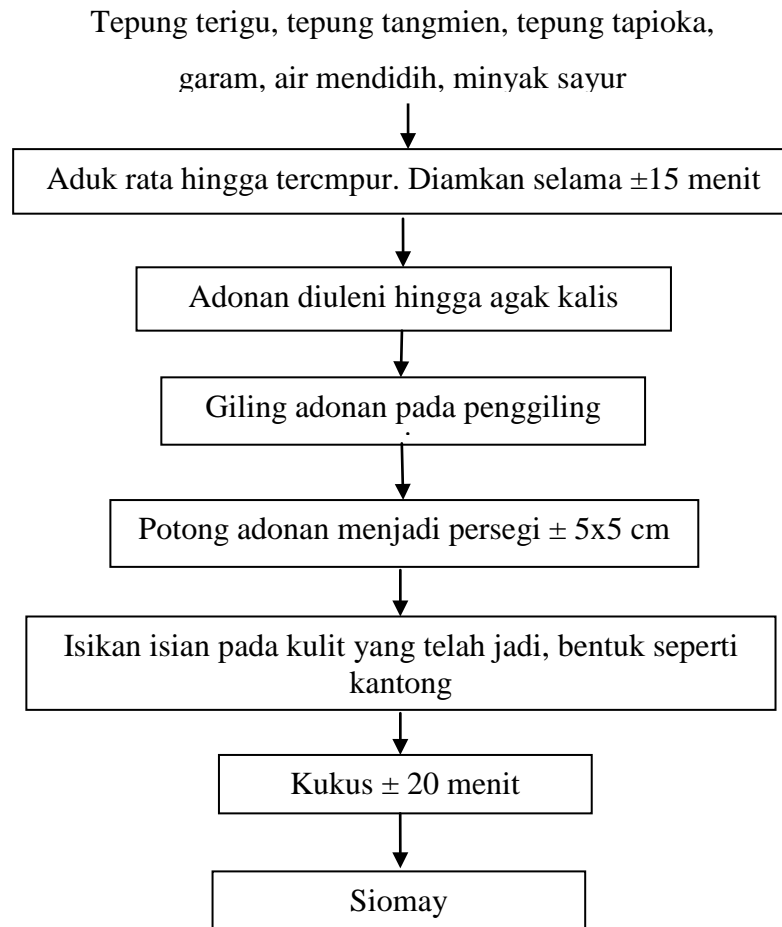 Tepung terigu, tepung tangmien, tepung tapioka,
garam, air mendidih, minyak sayur
Aduk rata hingga tercmpur. Diamkan selama ±15 menit
Adonan diuleni hingga agak kalis
Giling adonan pada penggiling
Potong adonan menjadi persegi ± 5x5 cm
Isikan isian pada kulit yang telah jadi, bentuk seperti
kantong
Kukus ± 20 menit
Siomay